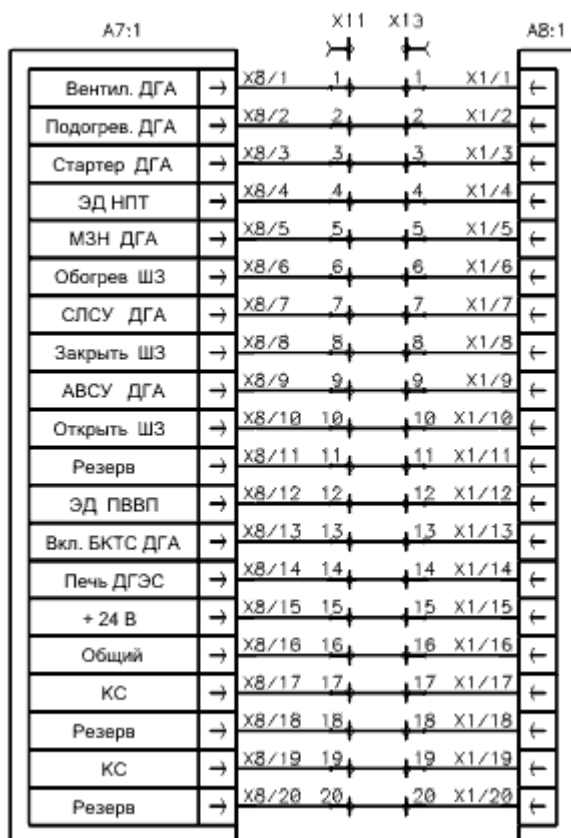 X11 X13
A7:1 A8:1
Вентил. ДГА X8/1 1 1 X1/1
Подогрев. ДГА X8/2 2 2 X1/2
Стартер ДГА X8/3 3 3 X1/3
ЭД НПТ X8/4 4 4 X1/4
МЗН ДГА X8/5 5 5 X1/5
Обогрев ШЗ X8/6 6 6 X1/6
СЛСУ ДГА X8/7 7 7 X1/7
Закрыть ШЗ X8/8 8 8 X1/8
АВСУ ДГА X8/9 9 9 X1/9
Открыть ШЗ X8/10 10 10 X1/10
Резерв X8/11 11 11 X1/11
ЭД ПВВП X8/12 12 12 X1/12
Вкл. БКТС ДГА X8/13 13 13 X1/13
Печь ДГЭС X8/14 14 14 X1/14
+ 24 В X8/15 15 15 X1/15
Общий X8/16 16 16 X1/16
КС X8/17 17 17 X1/17
Резерв X8/18 18 18 X1/18
КС X8/19 19 19 X1/19
Резерв X8/20 20 20 X1/20